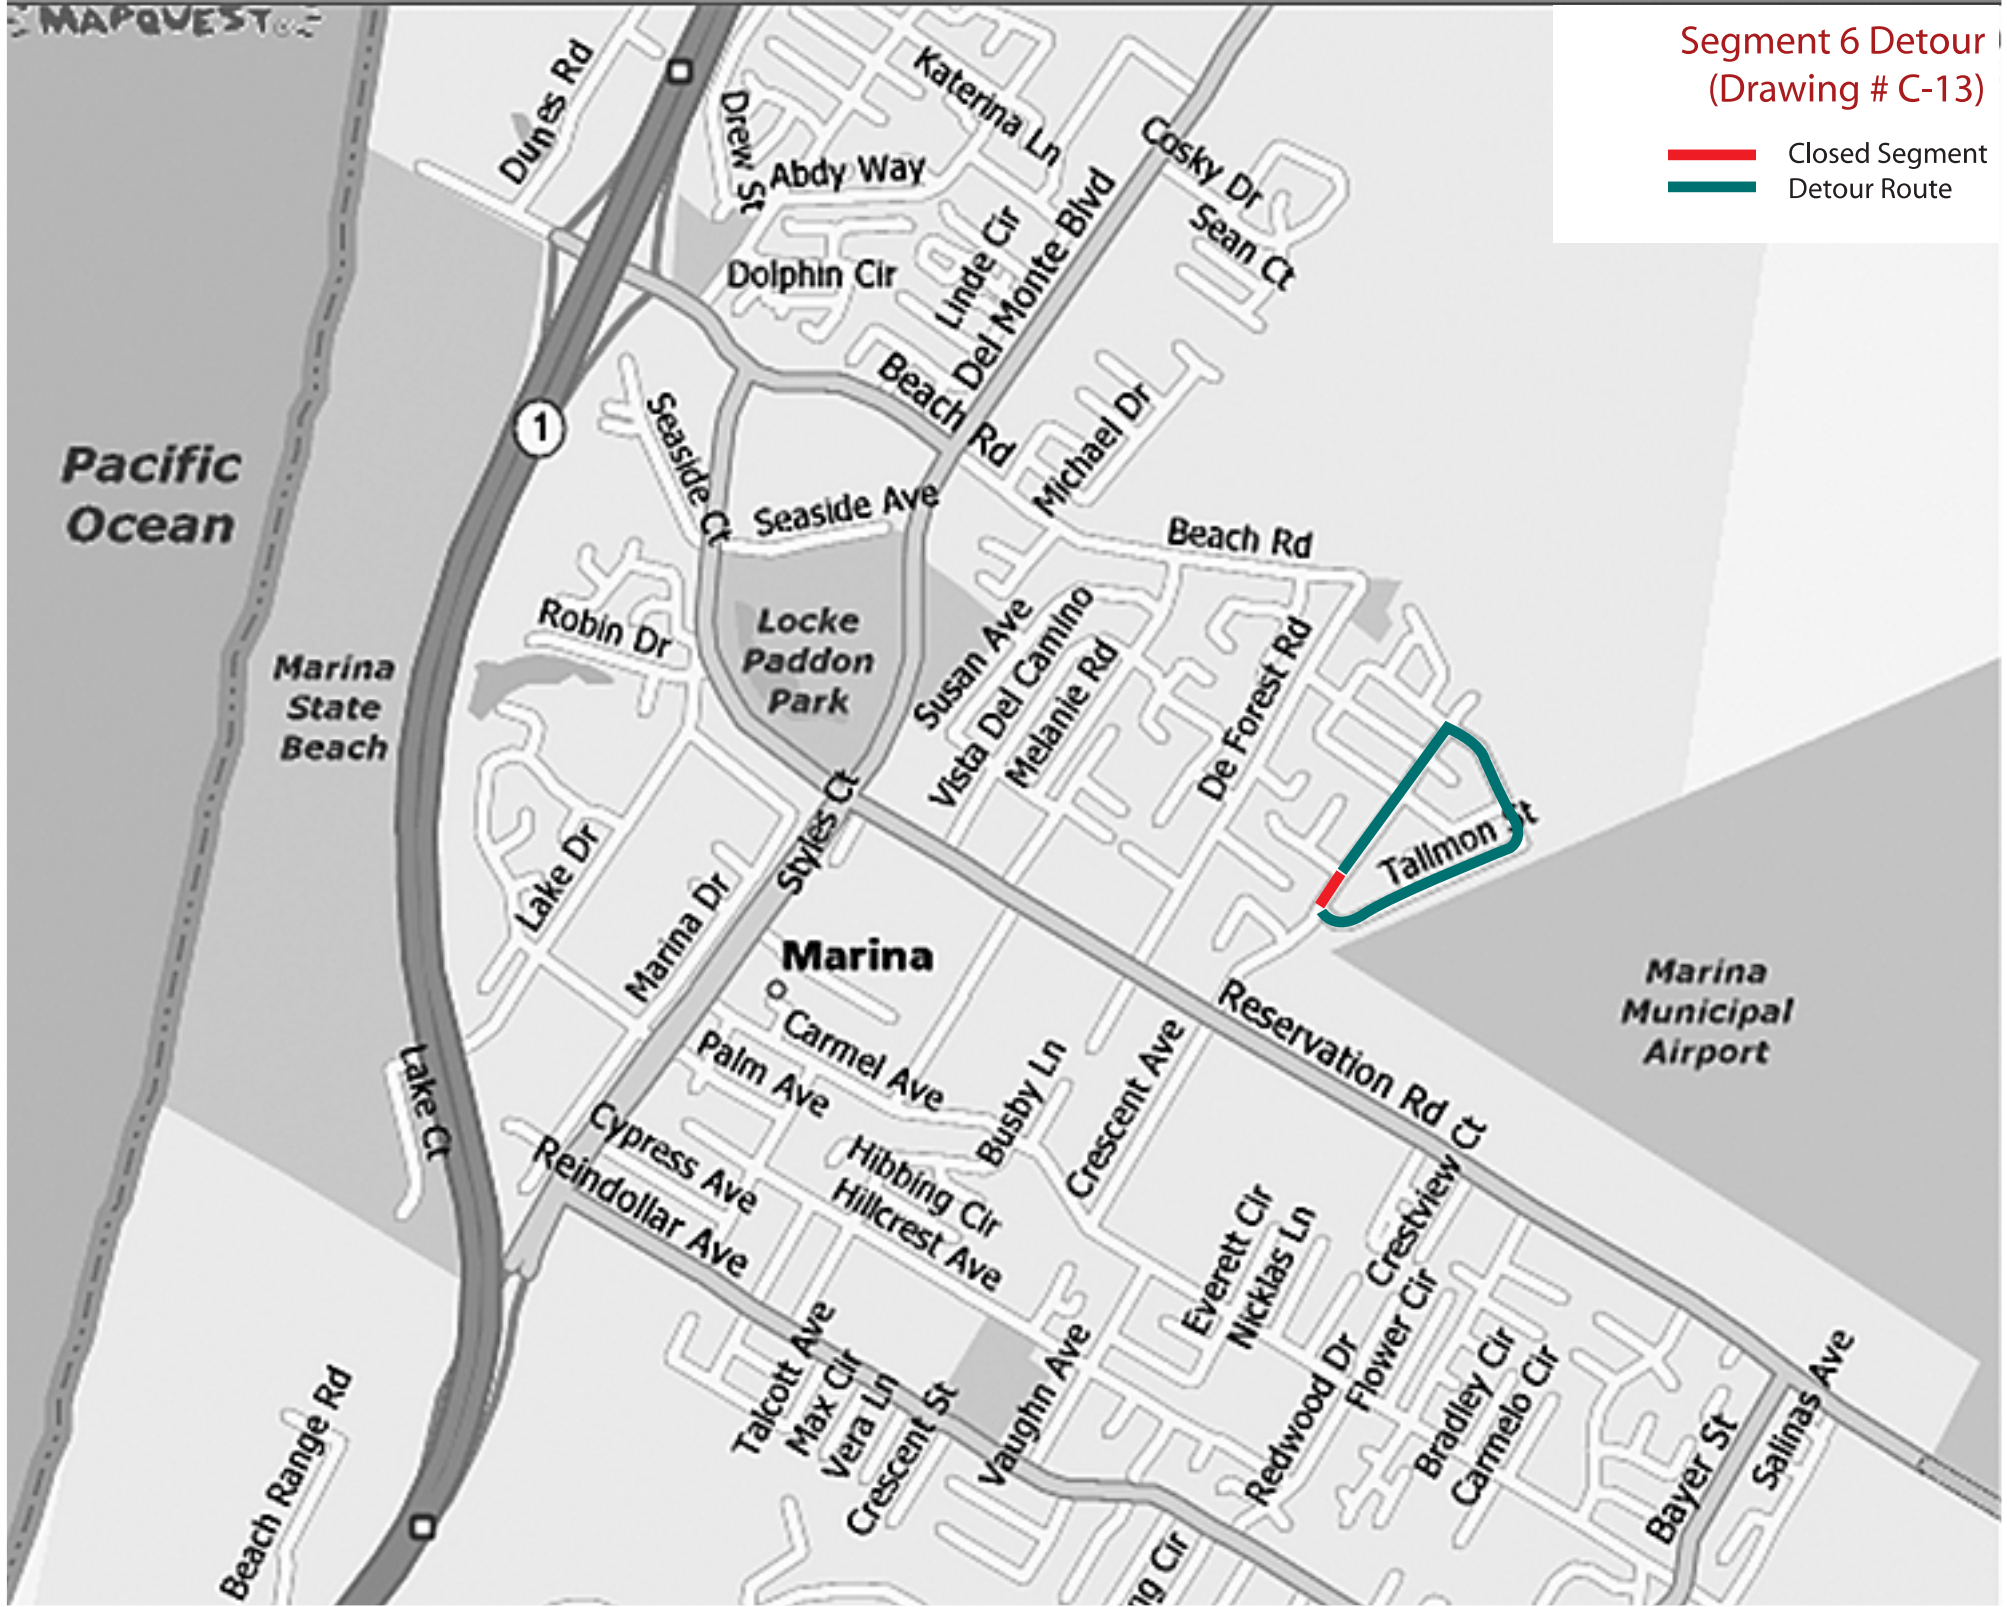 MAPQUEST
Segment 6 Detour
(Drawing # C-13)
Closed Segment
Detour Route
Dunes Rd
Drew St
Katerina Ln
Abdy Way
Cosky Dr
Sean Ct
Dolphin Cir
Linde Cir
Del Monte Blvd
Beach Rd
Michael Dr
1
Seaside Ct
Seaside Ave
Beach Rd
Pacific
Ocean
Robin Dr
Locke
Paddon
Park
Marina
State
Beach
Susan Ave
Vista Del Camino
Melanie Rd
De Forest Rd
Tallmon St
Styles Ct
Lake Dr
Marina Dr
Marina
Marina
Municipal
Airport
Reservation Rd Ct
Carmel Ave
Palm Ave
Busby Ln
Crescent Ave
Lake Ct
Cypress Ave
Reindollar Ave
Hibbing Cir
Hillcrest Ave
Everett Cir
Nicklas Ln
Crestview
Flower Cir
Redwood Dr
Bradley Cir
Carmelo Cir
Talcott Ave
Max Cir
Vera Ln
Crescent St
Vaughn Ave
Bayer St
Salinas Ave
Beach Range Rd
ng Cir